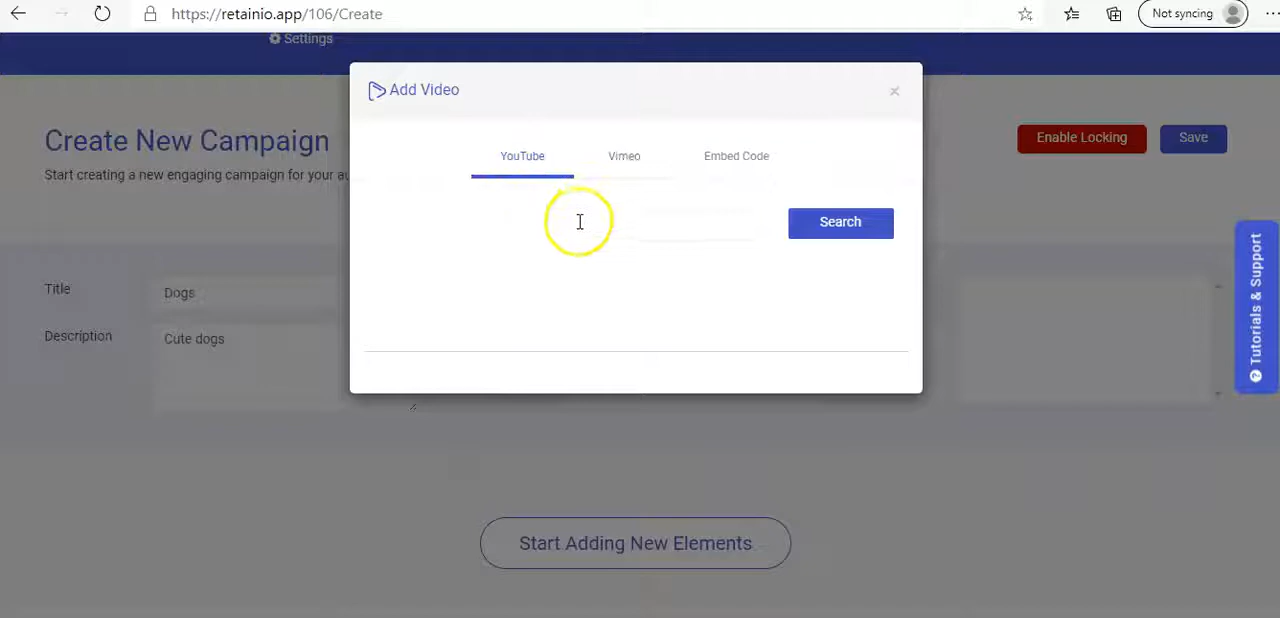 https://retainio.app/106/Create
Not syncing
Settings
Add Video
×
Create New Campaign
Enable Locking
Save
Start creating a new engaging campaign for your au
YouTube
Vimeo
Embed Code
Search
Title
Dogs
Description
Cute dogs
Tutorials & Support
Start Adding New Elements